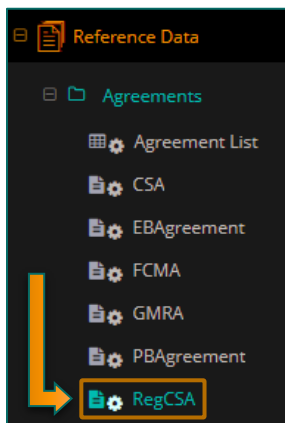 Reference Data
Agreements
Agreement List
CSA
EBAgreement
FCMA
GMRA
PBAgreement
RegCSA